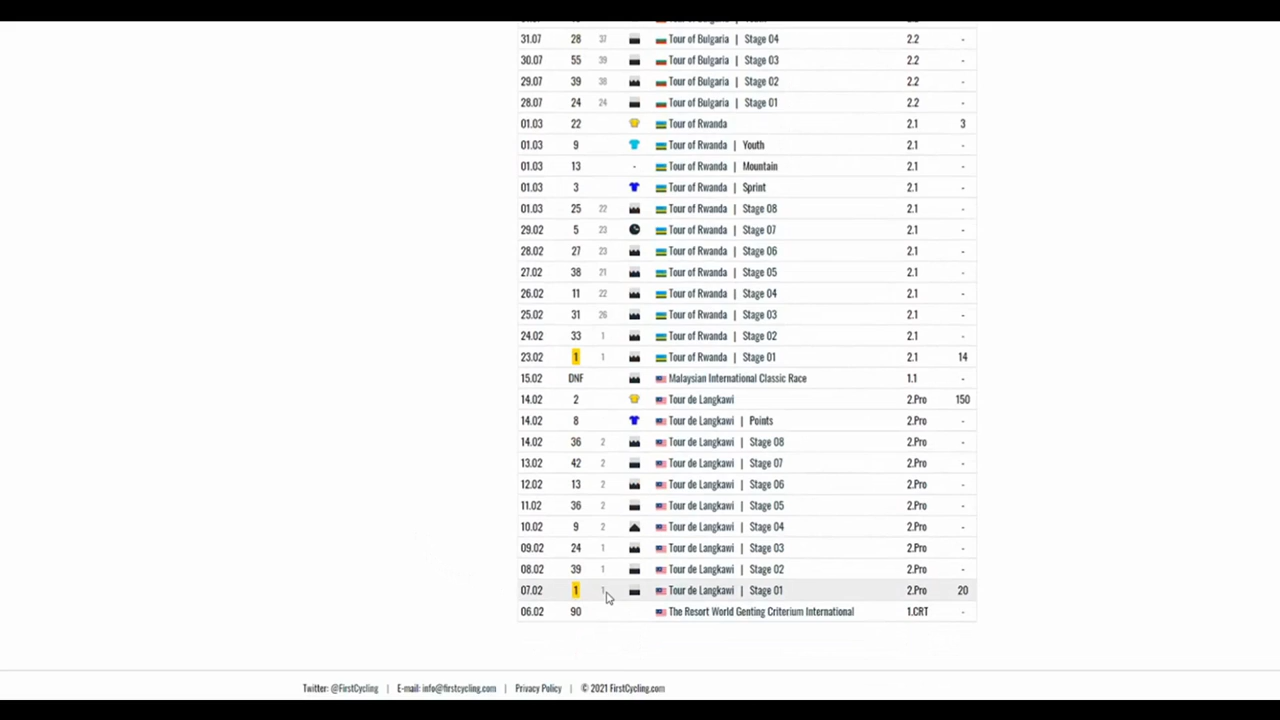 31.07 28 37 Tour of Bulgaria | Stage 04 2.2 -
30.07 55 39 Tour of Bulgaria | Stage 03 2.2 -
29.07 39 38 Tour of Bulgaria | Stage 02 2.2 -
28.07 24 24 Tour of Bulgaria | Stage 01 2.2 -
01.03 22 Tour of Rwanda 2.1 3
01.03 9 Tour of Rwanda | Youth 2.1 -
01.03 13 - Tour of Rwanda | Mountain 2.1 -
01.03 3 Tour of Rwanda | Sprint 2.1 -
01.03 25 22 Tour of Rwanda | Stage 08 2.1 -
29.02 5 23 Tour of Rwanda | Stage 07 2.1 -
28.02 27 23 Tour of Rwanda | Stage 06 2.1 -
27.02 38 21 Tour of Rwanda | Stage 05 2.1 -
26.02 11 22 Tour of Rwanda | Stage 04 2.1 -
25.02 31 26 Tour of Rwanda | Stage 03 2.1 -
24.02 33 1 Tour of Rwanda | Stage 02 2.1 -
23.02 1 1 Tour of Rwanda | Stage 01 2.1 14
15.02 DNF Malaysian International Classic Race 1.1 -
14.02 2 Tour de Langkawi 2.Pro 150
14.02 8 Tour de Langkawi | Points 2.Pro -
14.02 36 2 Tour de Langkawi | Stage 08 2.Pro -
13.02 42 2 Tour de Langkawi | Stage 07 2.Pro -
12.02 13 2 Tour de Langkawi | Stage 06 2.Pro -
11.02 36 2 Tour de Langkawi | Stage 05 2.Pro -
10.02 9 2 Tour de Langkawi | Stage 04 2.Pro -
09.02 24 1 Tour de Langkawi | Stage 03 2.Pro -
08.02 39 1 Tour de Langkawi | Stage 02 2.Pro -
07.02 1 1 Tour de Langkawi | Stage 01 2.Pro 20
06.02 90 The Resort World Genting Criterium International 1.CRT -
Twitter: @FirstCycling | E-mail: info@firstcycling.com | Privacy Policy | © 2021 FirstCycling.com